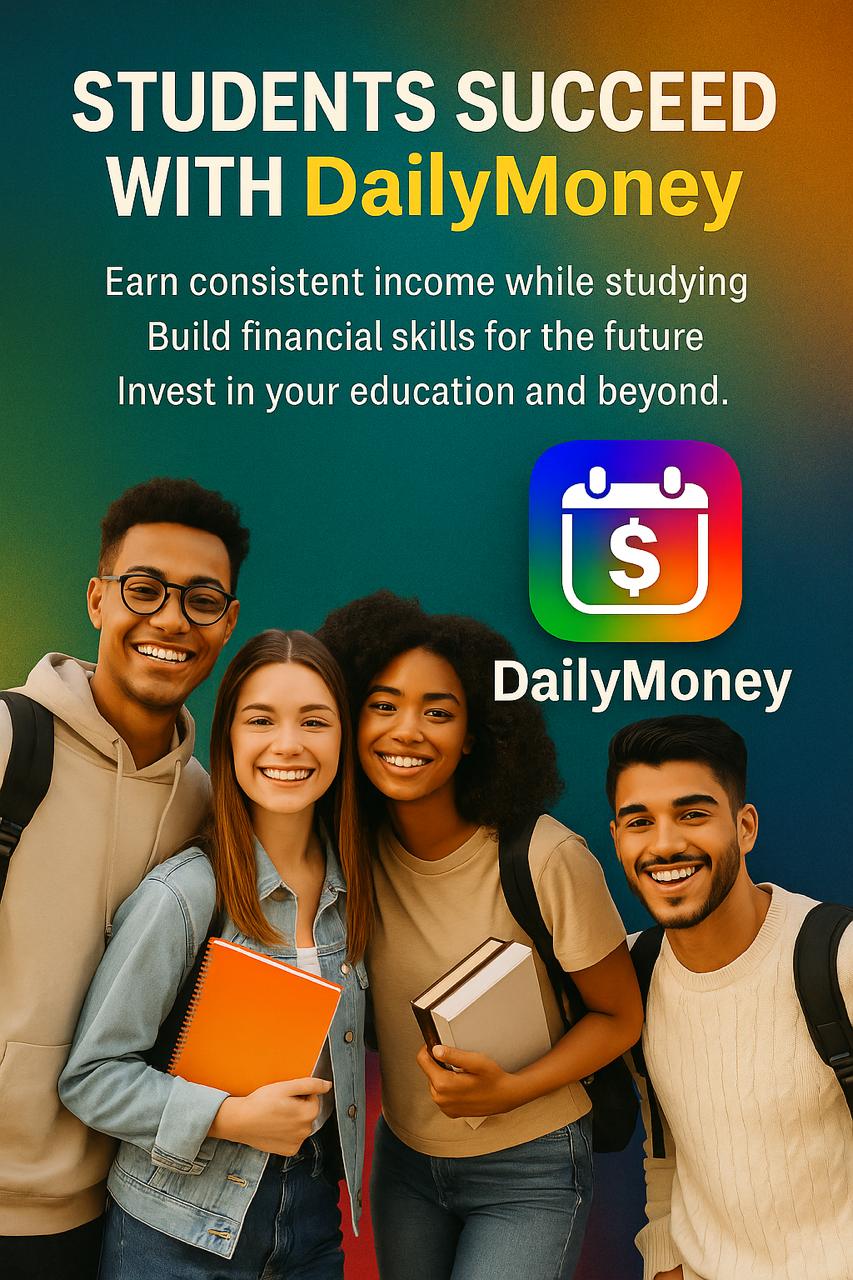 STUDENTS SUCCEED
WITH DailyMoney
Earn consistent income while studying
Build financial skills for the future
Invest in your education and beyond.
$
DailyMoney